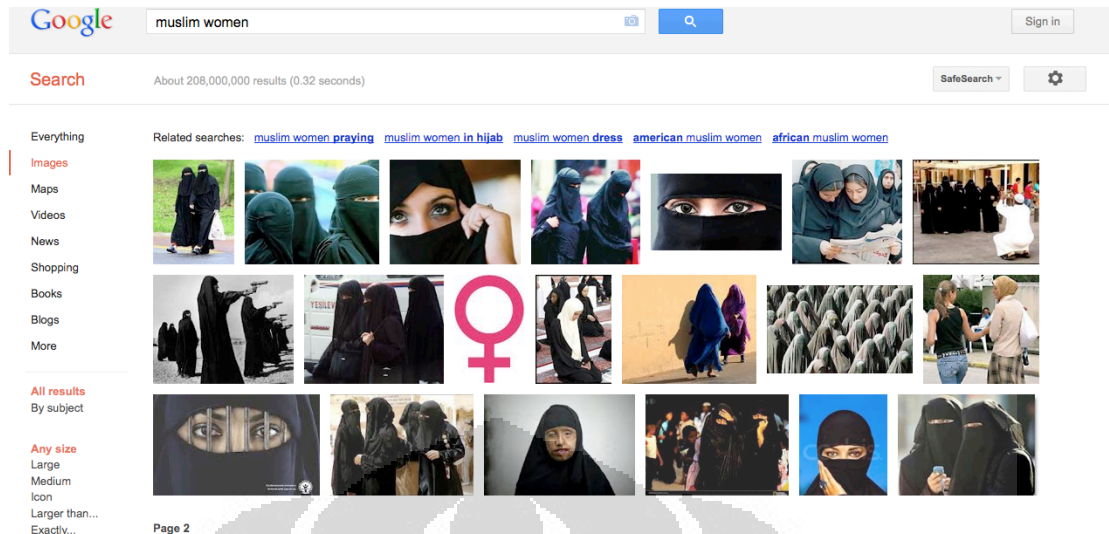 Google
muslim women
Sign in
Search
About 208,000,000 results (0.32 seconds)
SafeSearch
Everything
Images
Maps
Videos
News
Shopping
Books
Blogs
More
All results
By subject
Any size
Large
Medium
Icon
Larger than...
Exactly...
Related searches: muslim women praying muslim women in hijab muslim women dress american muslim women african muslim women
Page 2